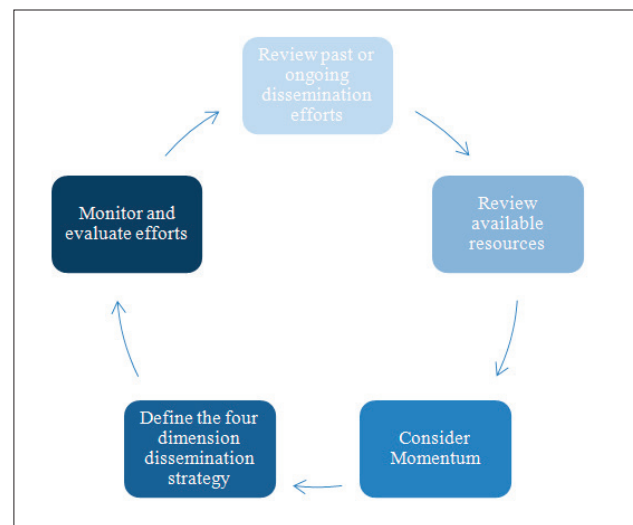 Review past or
ongoing
dissemination
efforts
Review
available
resources
Consider
Momentum
Define the four
dimension
dissemination
strategy
Monitor and
evaluate efforts